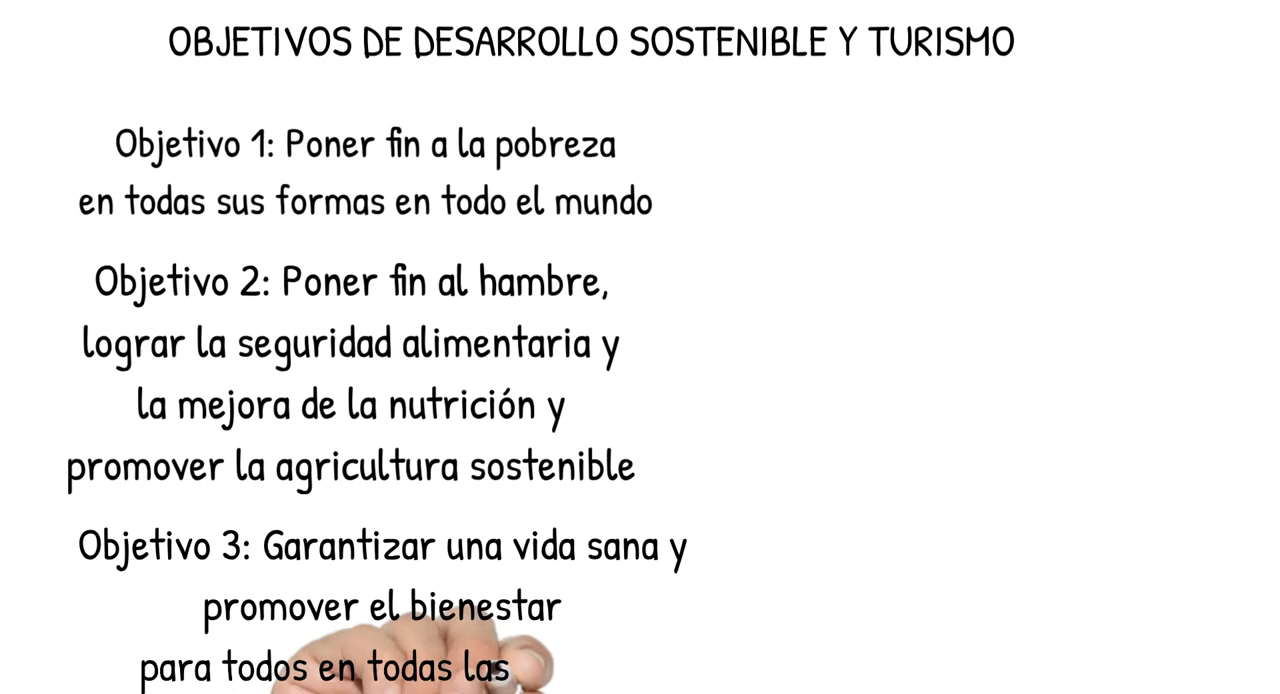 OBJETIVOS DE DESARROLLO SOSTENIBLE Y TURISMO
Objetivo 1: Poner fin a la pobreza
en todas sus formas en todo el mundo
Objetivo 2: Poner fin al hambre,
lograr la seguridad alimentaria y
la mejora de la nutrición y
promover la agricultura sostenible
Objetivo 3: Garantizar una vida sana y
promover el bienestar
para todos en todas las